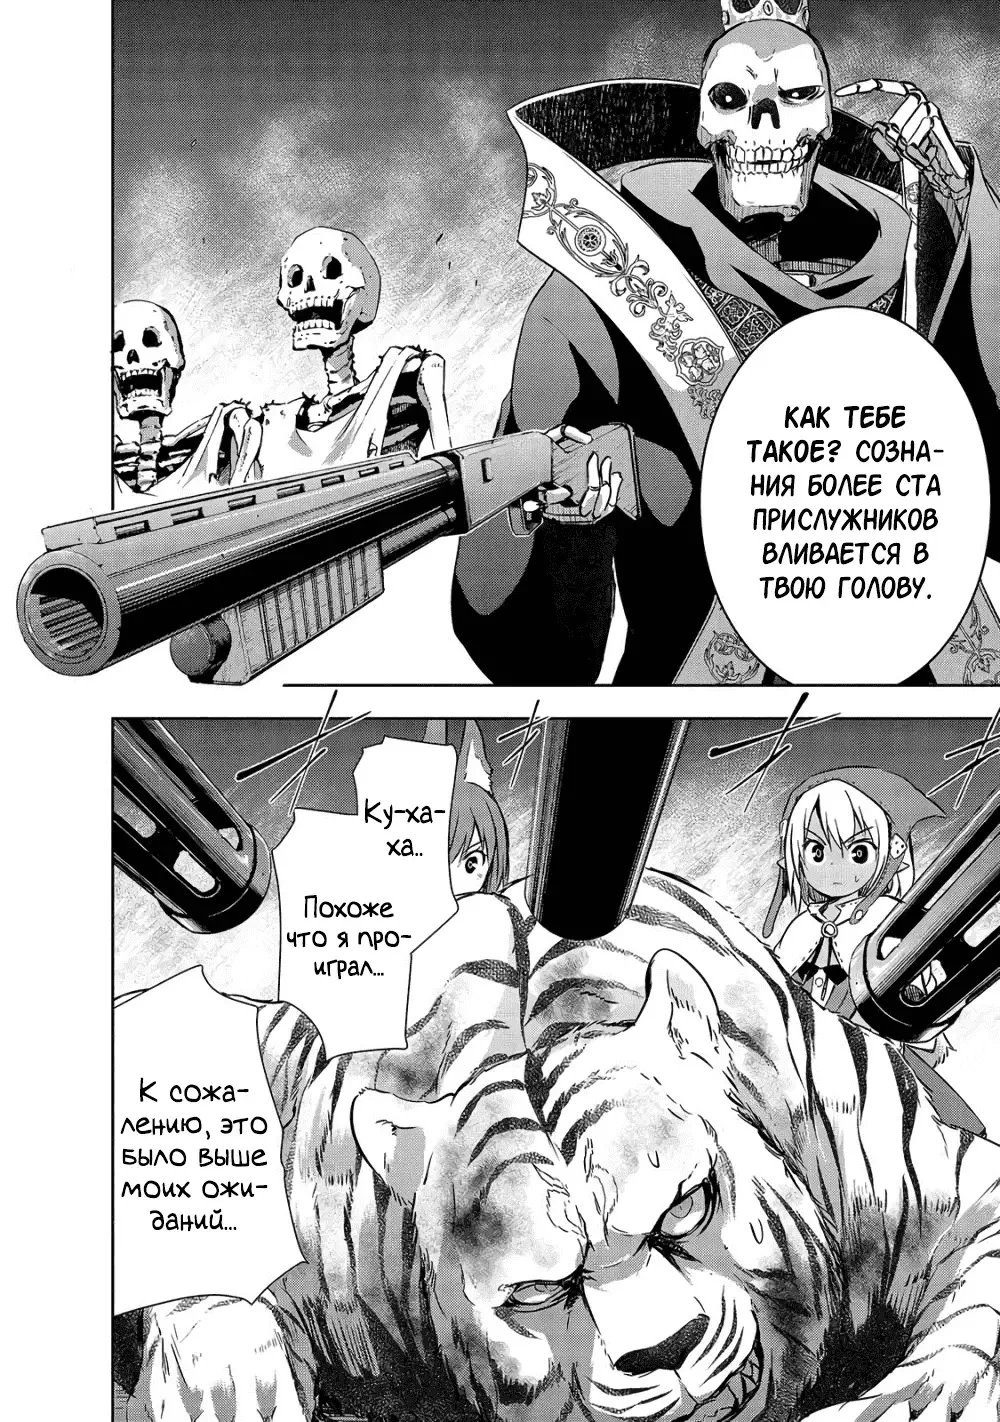 КАК ТЕБЕ
ТАКОЕ? СОЗНА-
НИЯ БОЛЕЕ СТА
ПРИСЛУЖНИКОВ
ВЛИВАЕТСЯ В
ТВОЮ ГОЛОВУ.
КУ-ХА-
ХА..
ПОХОЖЕ
ЧТО Я ПРО-
ИГРАЛ...
К СОЖА-
ЛЕНИЮ, ЭТО
БЫЛО ВЫШЕ
МОИХ ОЖИ-
ДАНИЙ...